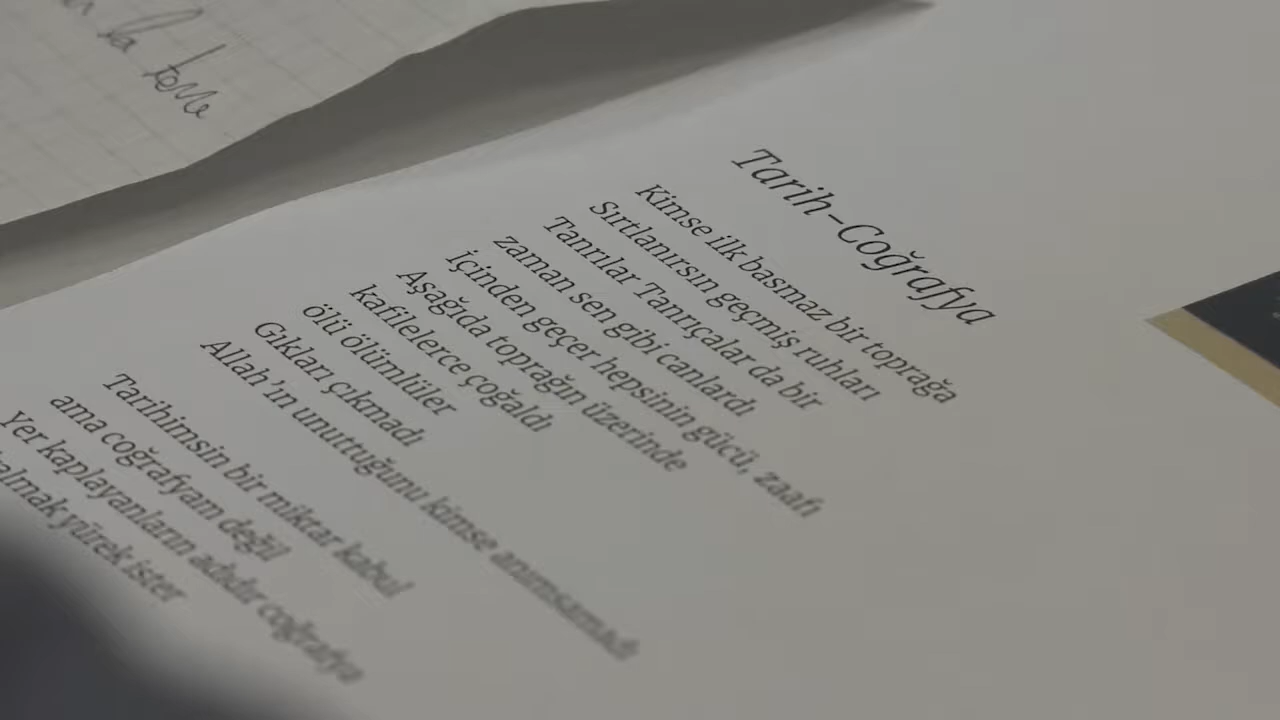 la terre
Tarih-Coğrafya
Kimse ilk basmaz bir toprağa
Sırtlanırsın geçmiş ruhları
Tanrılar Tanrıçalar da bir
zaman sen gibi canlardı
İçinden geçer hepsinin gücü, zaafı
Aşağıda toprağın üzerinde
kafilelerce çoğaldı
ölü ölümlüler
Gıkları çıkmadı
Allah'ın unuttuğunu kimse anımsamadı
Tarihimsin bir miktar kabul
ama coğrafyam değil
Yer kaplayanların adıdır coğrafya
yürek ister